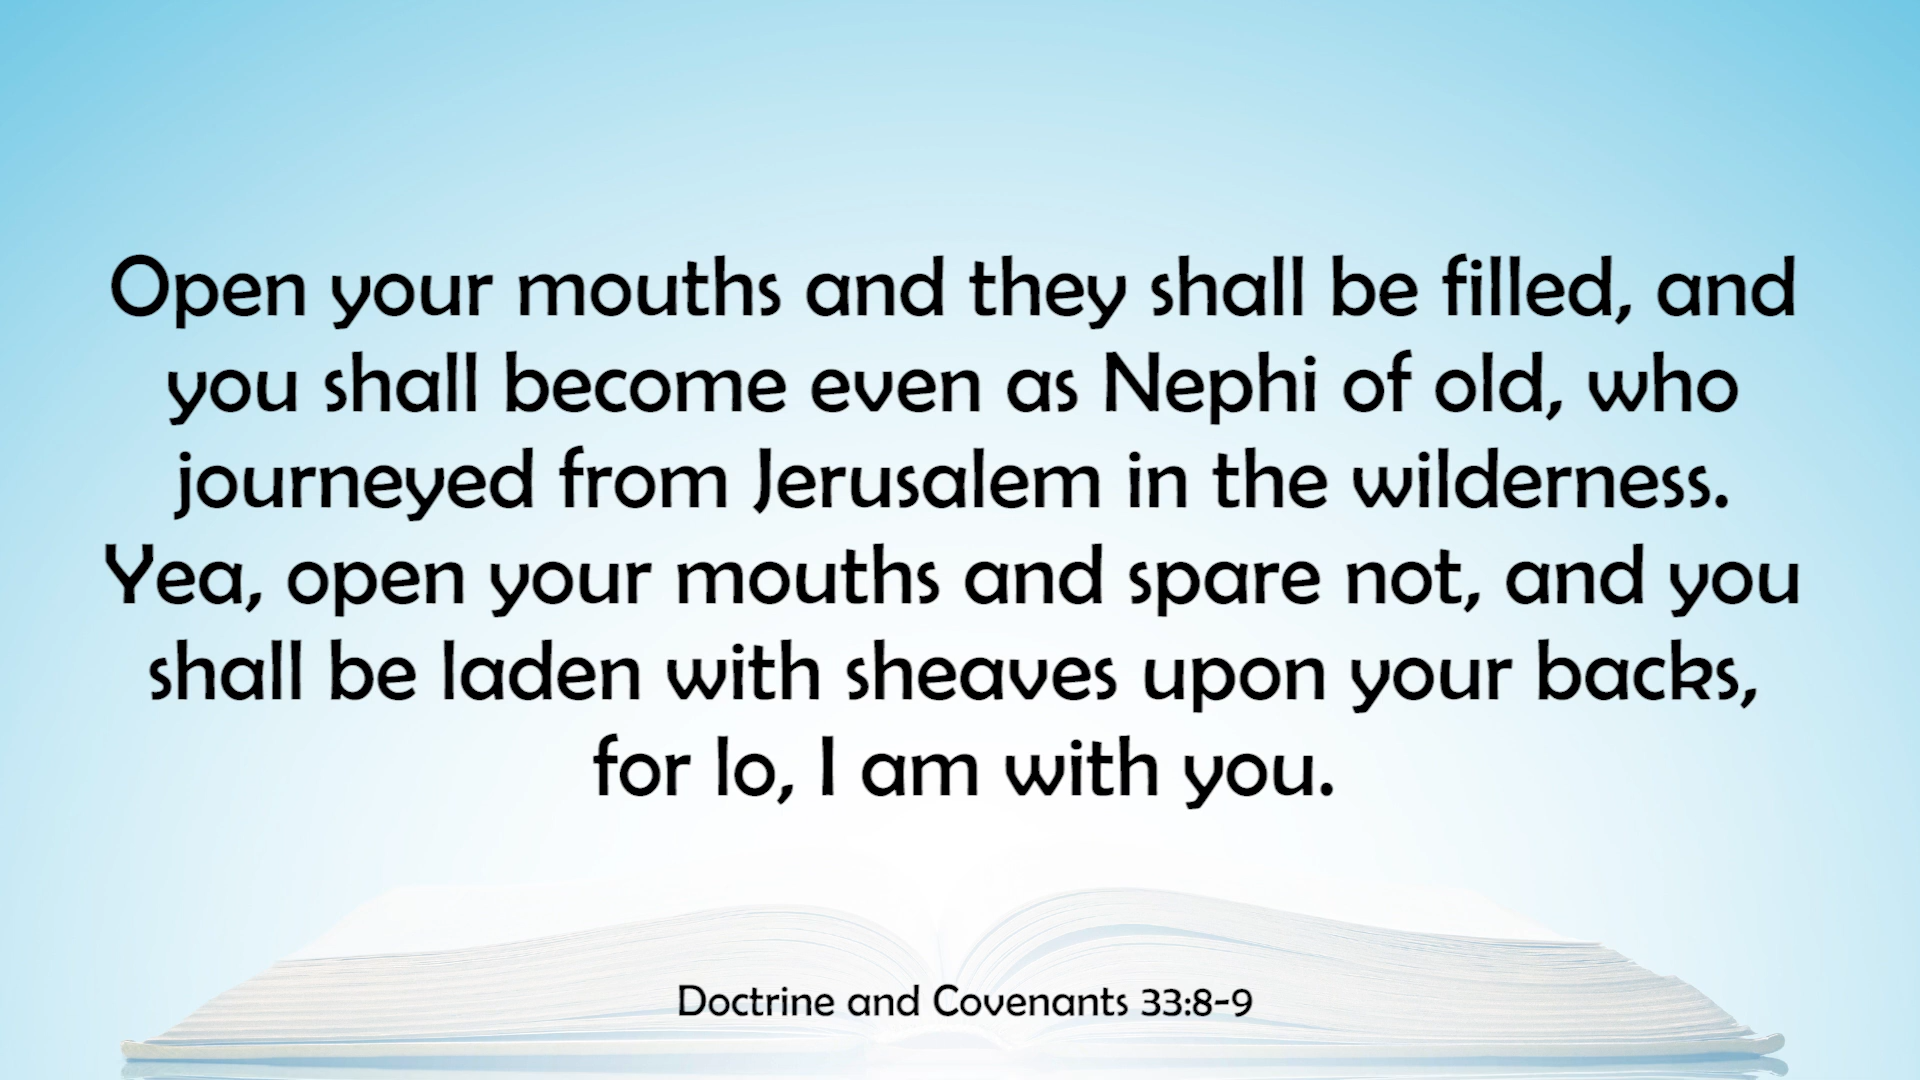 Open your mouths and they shall be filled, and
you shall become even as Nephi of old, who
journeyed from Jerusalem in the wilderness.
Yea, open your mouths and spare not, and you
shall be laden with sheaves upon your backs,
for lo, I am with you.
Doctrine and Covenants 33:8-9